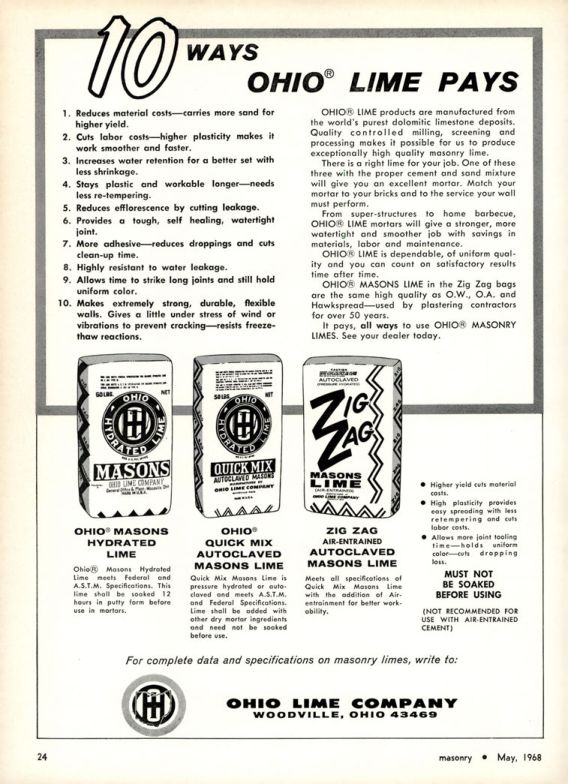 10 WAYS
OHIO® LIME PAYS
1. Reduces material costs—carries more sand for
higher yield.
2. Cuts labor costs—higher plasticity makes it
work smoother and faster.
3. Increases water retention for a better set with
less shrinkage.
4. Stays plastic and workable longer—needs
less re-tempering.
5. Reduces efflorescence by cutting leakage.
6. Provides a tough, self healing, watertight
joint.
7. More adhesive—reduces droppings and cuts
clean-up time.
8. Highly resistant to water leakage.
9. Allows time to strike long joints and still hold
uniform color.
10. Makes extremely strong, durable, flexible
walls. Gives a little under stress of wind or
vibrations to prevent cracking—resists freeze-
thaw reactions.
OHIO® LIME products are manufactured from
the world's purest dolomitic limestone deposits.
Quality controlled milling, screening and
processing makes it possible for us to produce
exceptionally high quality masonry lime.
There is a right lime for your job. One of these
three with the proper cement and sand mixture
will give you an excellent mortar. Match your
mortar to your bricks and to the service your wall
must perform.
From super-structures to home barbecue,
OHIO® LIME mortars will give a stronger, more
watertight and smoother job with savings in
materials, labor and maintenance.
OHIO® LIME is dependable, of uniform qual-
ity and you can count on satisfactory results
time after time.
OHIO® MASONS LIME in the Zig Zag bags
are the same high quality as O.W., O.A. and
Hawkspread—used by plastering contractors
for over 50 years.
It pays, all ways to use OHIO® MASONRY
LIMES. See your dealer today.
50 LBS. NET
OHIO
H
HYDRATED LIME
MASONS
OHIO LIME COMPANY
MADE IN U.S.A.
50 LBS. NET
OHIO
H
HYDRATED LIME
QUICK MIX
AUTOCLAVED MASONS
MANUFACTURED BY
OHIO LIME COMPANY
CAUTION
AUTOCLAVED
(PRESSURE HYDRATED)
ZIG
ZAG
MASONS
LIME
(AIR-ENTRAINED)
OHIO LIME COMPANY
OHIO® MASONS
HYDRATED
LIME
Ohio® Masons Hydrated
Lime meets Federal and
A.S.T.M. Specifications. This
lime shall be soaked 12
hours in putty form before
use in mortars.
OHIO®
QUICK MIX
AUTOCLAVED
MASONS LIME
Quick Mix Masons Lime is
pressure hydrated or auto-
claved and meets A.S.T.M.
and Federal Specifications.
Lime shall be added with
other dry mortar ingredients
and need not be soaked
before use.
ZIG ZAG
AIR-ENTRAINED
AUTOCLAVED
MASONS LIME
Meets all specifications of
Quick Mix Masons Lime
with the addition of Air-
entrainment for better work-
ability.
• Higher yield cuts material
costs.
• High plasticity provides
easy spreading with less
retempering and cuts
labor costs.
• Allows more joint tooling
time—holds uniform
color—cuts dropping
loss.
MUST NOT
BE SOAKED
BEFORE USING
(NOT RECOMMENDED FOR
USE WITH AIR-ENTRAINED
CEMENT)
For complete data and specifications on masonry limes, write to:
H
OHIO LIME COMPANY
WOODVILLE, OHIO 43469
24
masonry • May, 1968